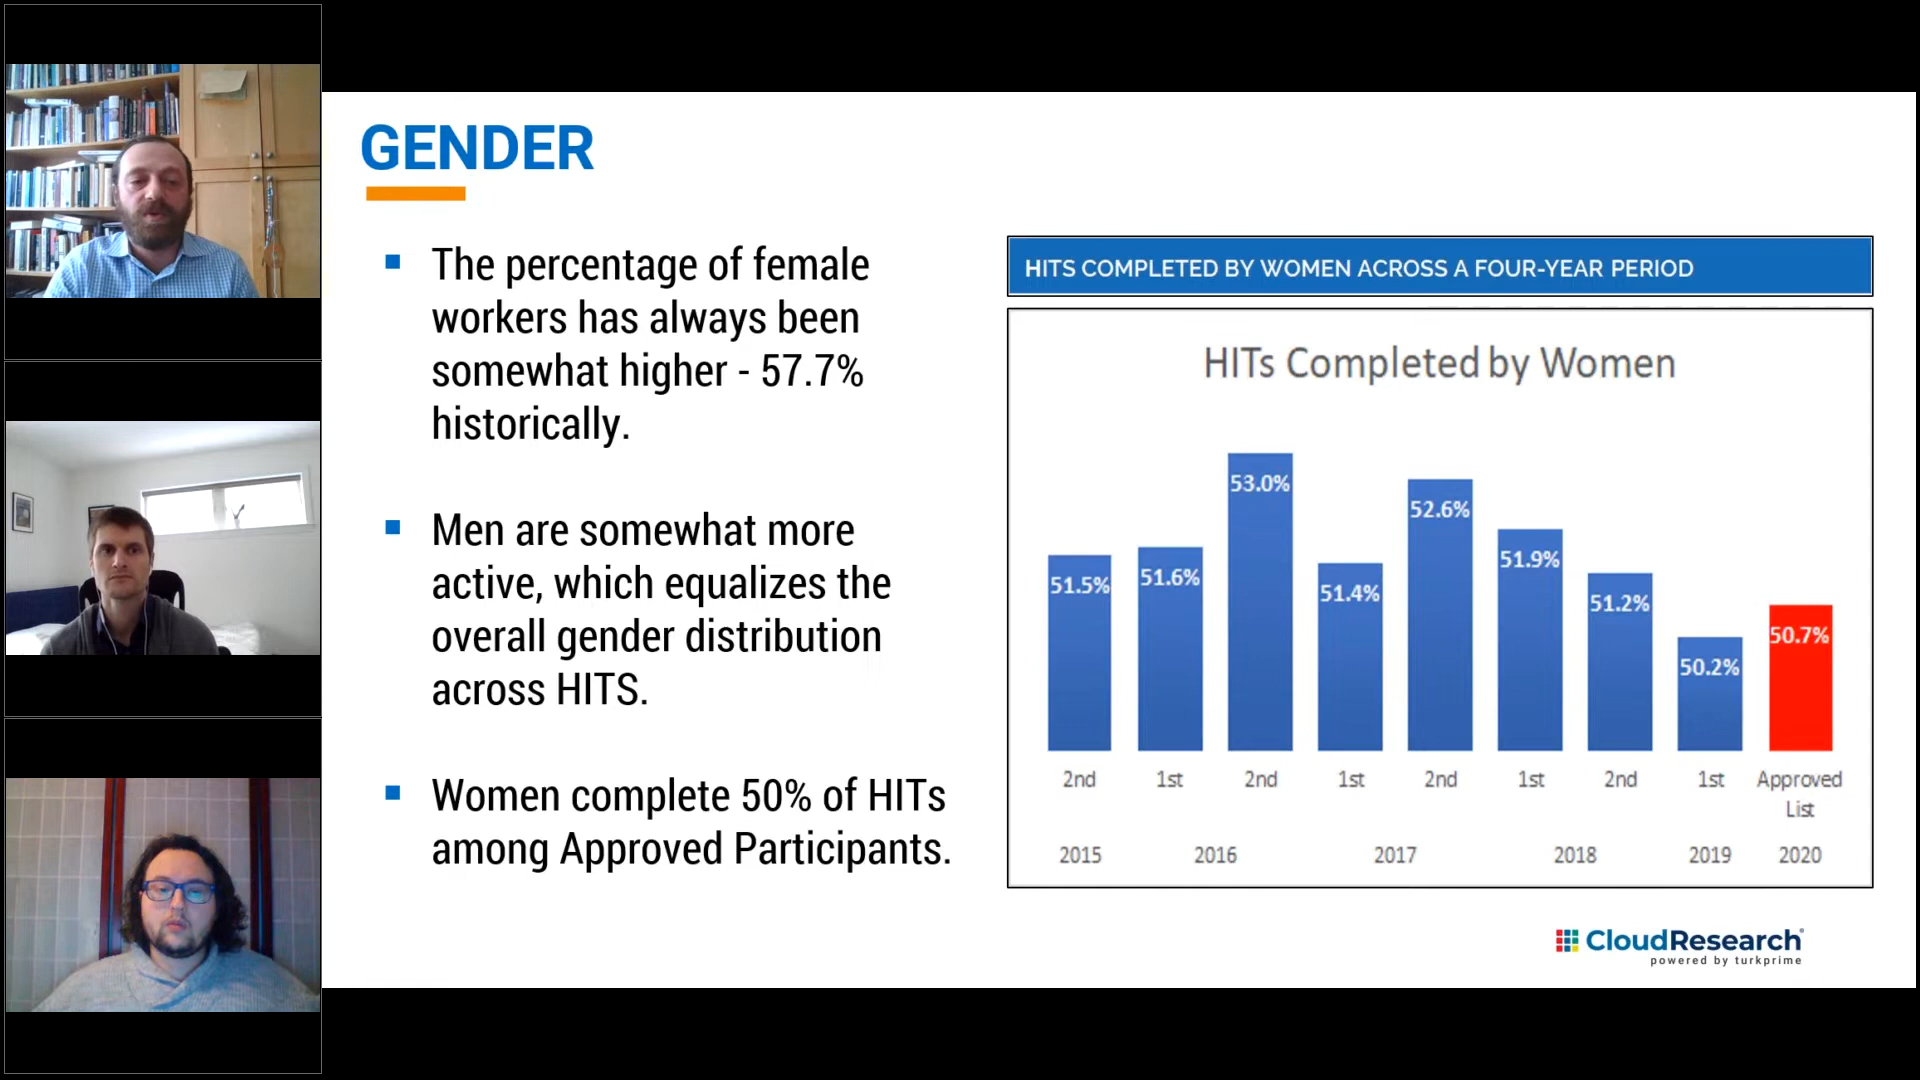 GENDER
The percentage of female
workers has always been
somewhat higher - 57.7%
historically.
Men are somewhat more
active, which equalizes the
overall gender distribution
across HITS.
Women complete 50% of HITs
among Approved Participants.
HITS COMPLETED BY WOMEN ACROSS A FOUR-YEAR PERIOD
HITs Completed by Women
51.5% 51.6% 53.0% 51.4% 52.6% 51.9% 51.2% 50.2% 50.7%
2nd 1st 2nd 1st 2nd 1st 2nd 1st Approved
List
2015 2016 2017 2018 2019 2020
CloudResearch
powered by turkprime